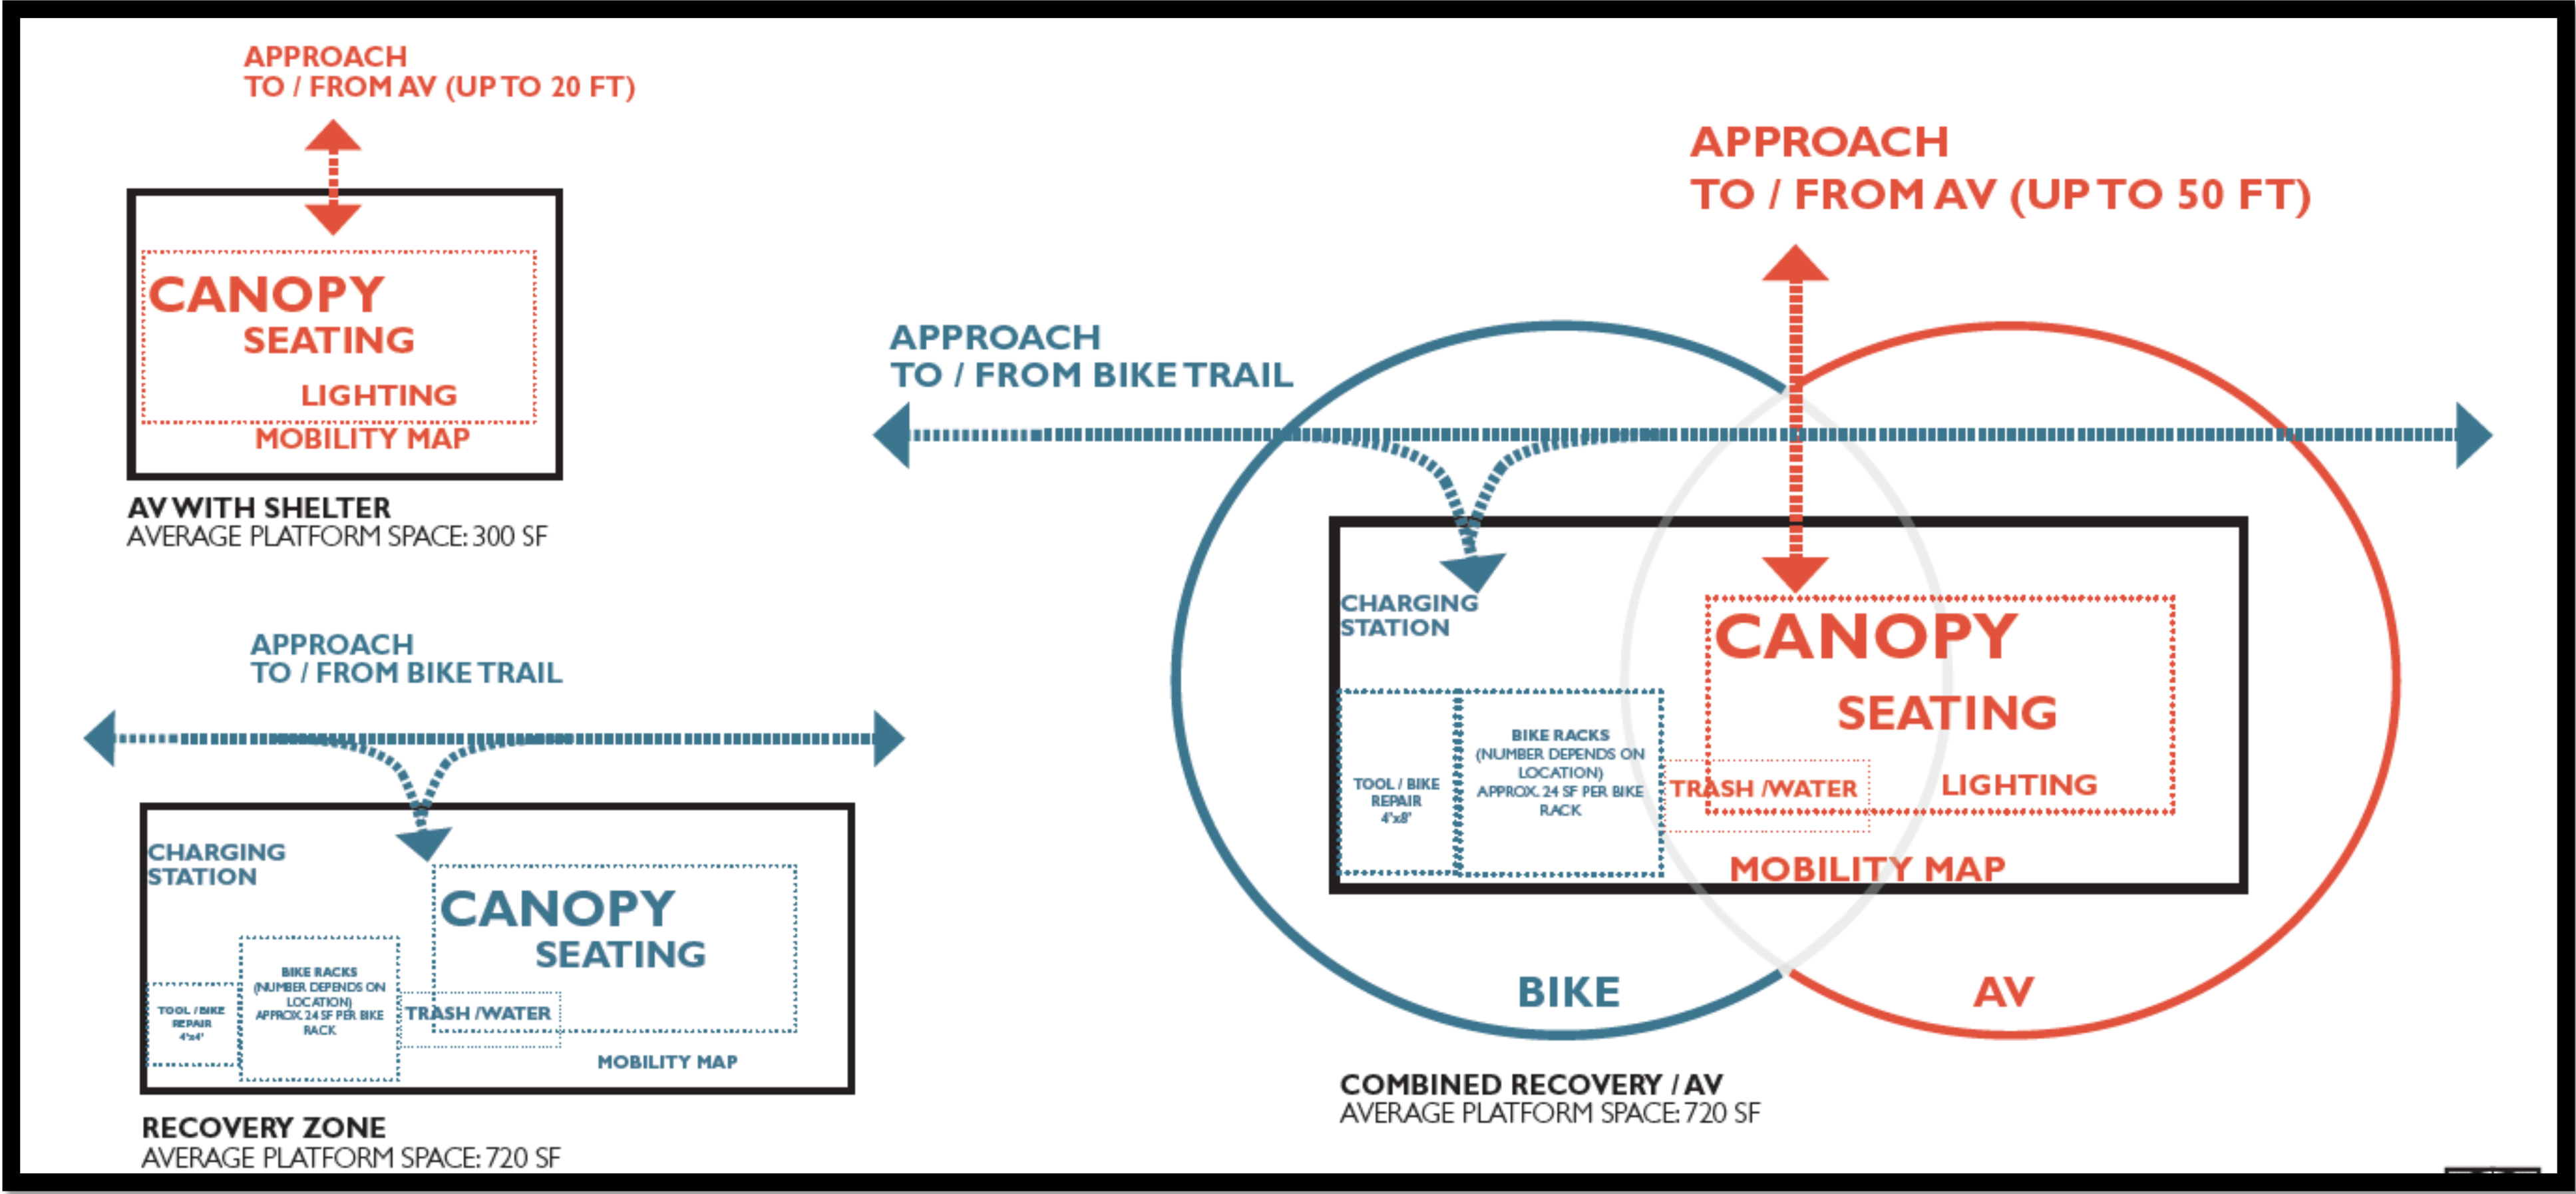 APPROACH
TO / FROM AV (UP TO 20 FT)
CANOPY
SEATING
LIGHTING
MOBILITY MAP
AV WITH SHELTER
AVERAGE PLATFORM SPACE: 300 SF
APPROACH
TO / FROM BIKE TRAIL
CHARGING
STATION
CANOPY
SEATING
BIKE RACKS
(NUMBER DEPENDS ON
LOCATION)
APPROX. 24 SF PER BIKE
RACK
TOOL / BIKE
REPAIR
4'x4'
TRASH /WATER
MOBILITY MAP
RECOVERY ZONE
AVERAGE PLATFORM SPACE: 720 SF
APPROACH
TO / FROM AV (UP TO 50 FT)
APPROACH
TO / FROM BIKE TRAIL
CHARGING
STATION
CANOPY
SEATING
LIGHTING
BIKE RACKS
(NUMBER DEPENDS ON
LOCATION)
APPROX. 24 SF PER BIKE
RACK
TOOL / BIKE
REPAIR
4'x8'
TRASH /WATER
MOBILITY MAP
BIKE
AV
COMBINED RECOVERY / AV
AVERAGE PLATFORM SPACE: 720 SF